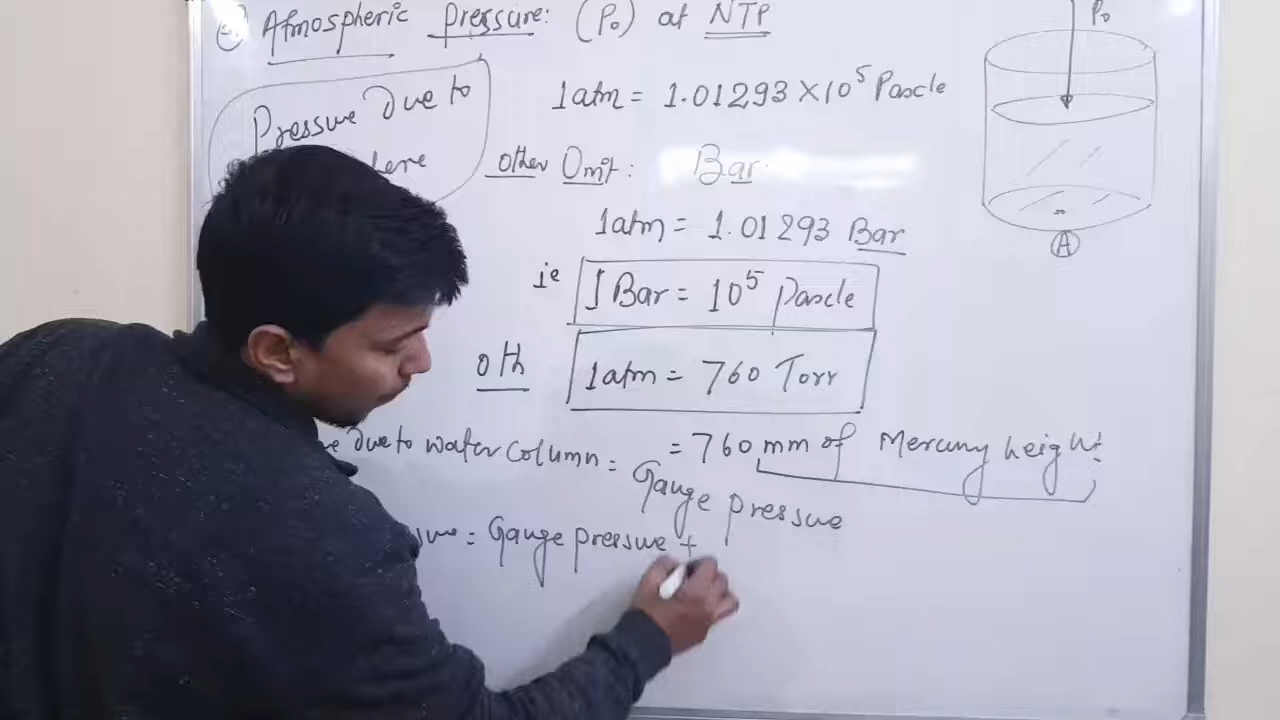 e) Atmospheric Pressure: (P₀) at NTP
P₀
Pressure Due to
1atm = 1.01293 × 10⁵ Pascle
other Unit: Bar
1atm = 1.01293 Bar
ie 1 Bar = 10⁵ Pascle
oth 1atm = 760 Torr
= 760 mm of Mercury height
Due to water column = Gauge pressure
= Gauge pressure +
A